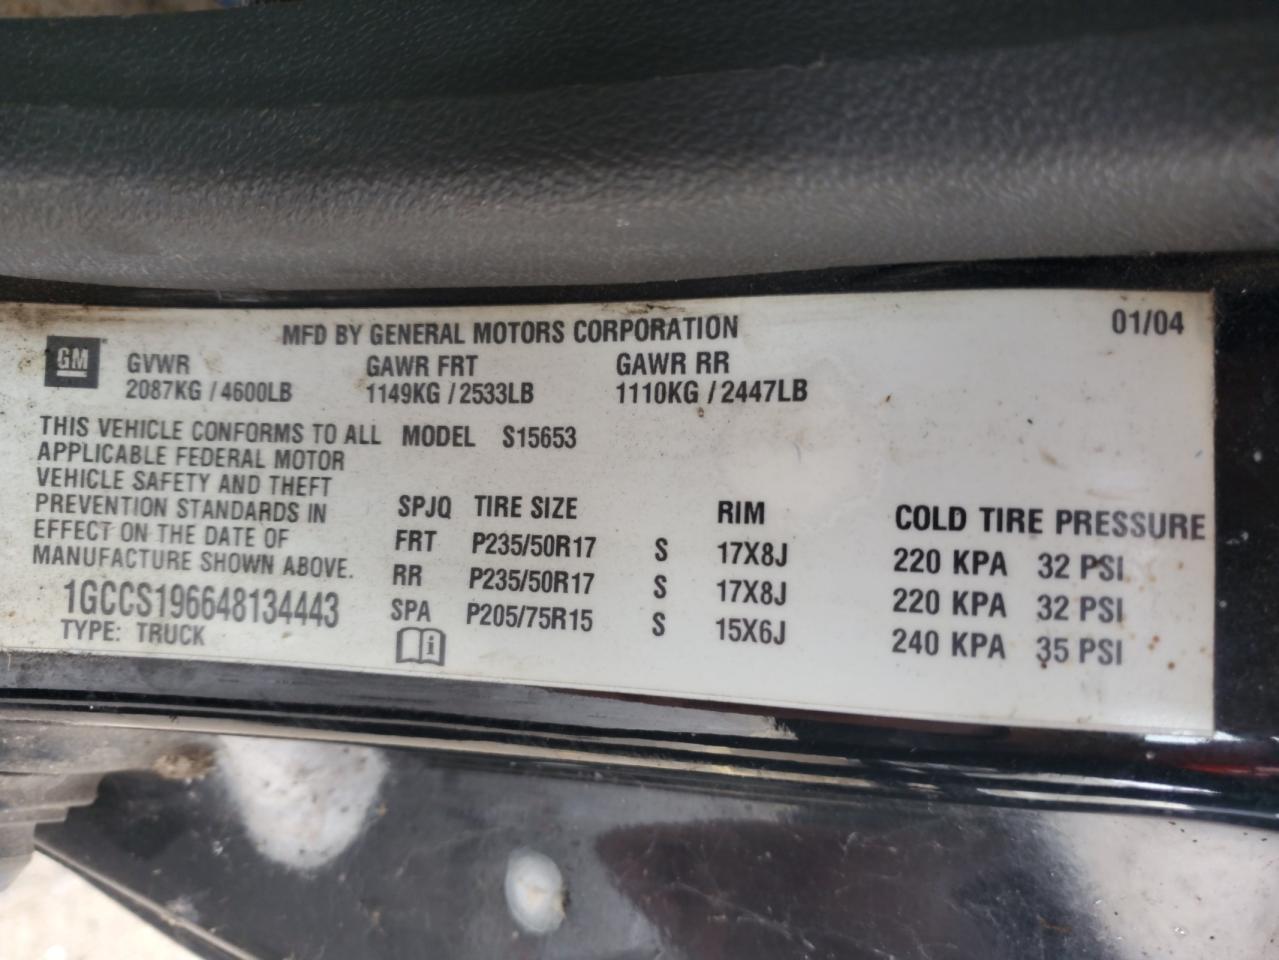 MFD BY GENERAL MOTORS CORPORATION 01/04
GM GVWR GAWR FRT GAWR RR
2087KG / 4600LB 1149KG / 2533LB 1110KG / 2447LB
THIS VEHICLE CONFORMS TO ALL
APPLICABLE FEDERAL MOTOR
VEHICLE SAFETY AND THEFT
PREVENTION STANDARDS IN
EFFECT ON THE DATE OF
MANUFACTURE SHOWN ABOVE.
1GCCS196648134443
TYPE: TRUCK
MODEL S15653
SPJQ TIRE SIZE RIM COLD TIRE PRESSURE
FRT P235/50R17 S 17X8J 220 KPA 32 PSI
RR P235/50R17 S 17X8J 220 KPA 32 PSI
SPA P205/75R15 S 15X6J 240 KPA 35 PSI